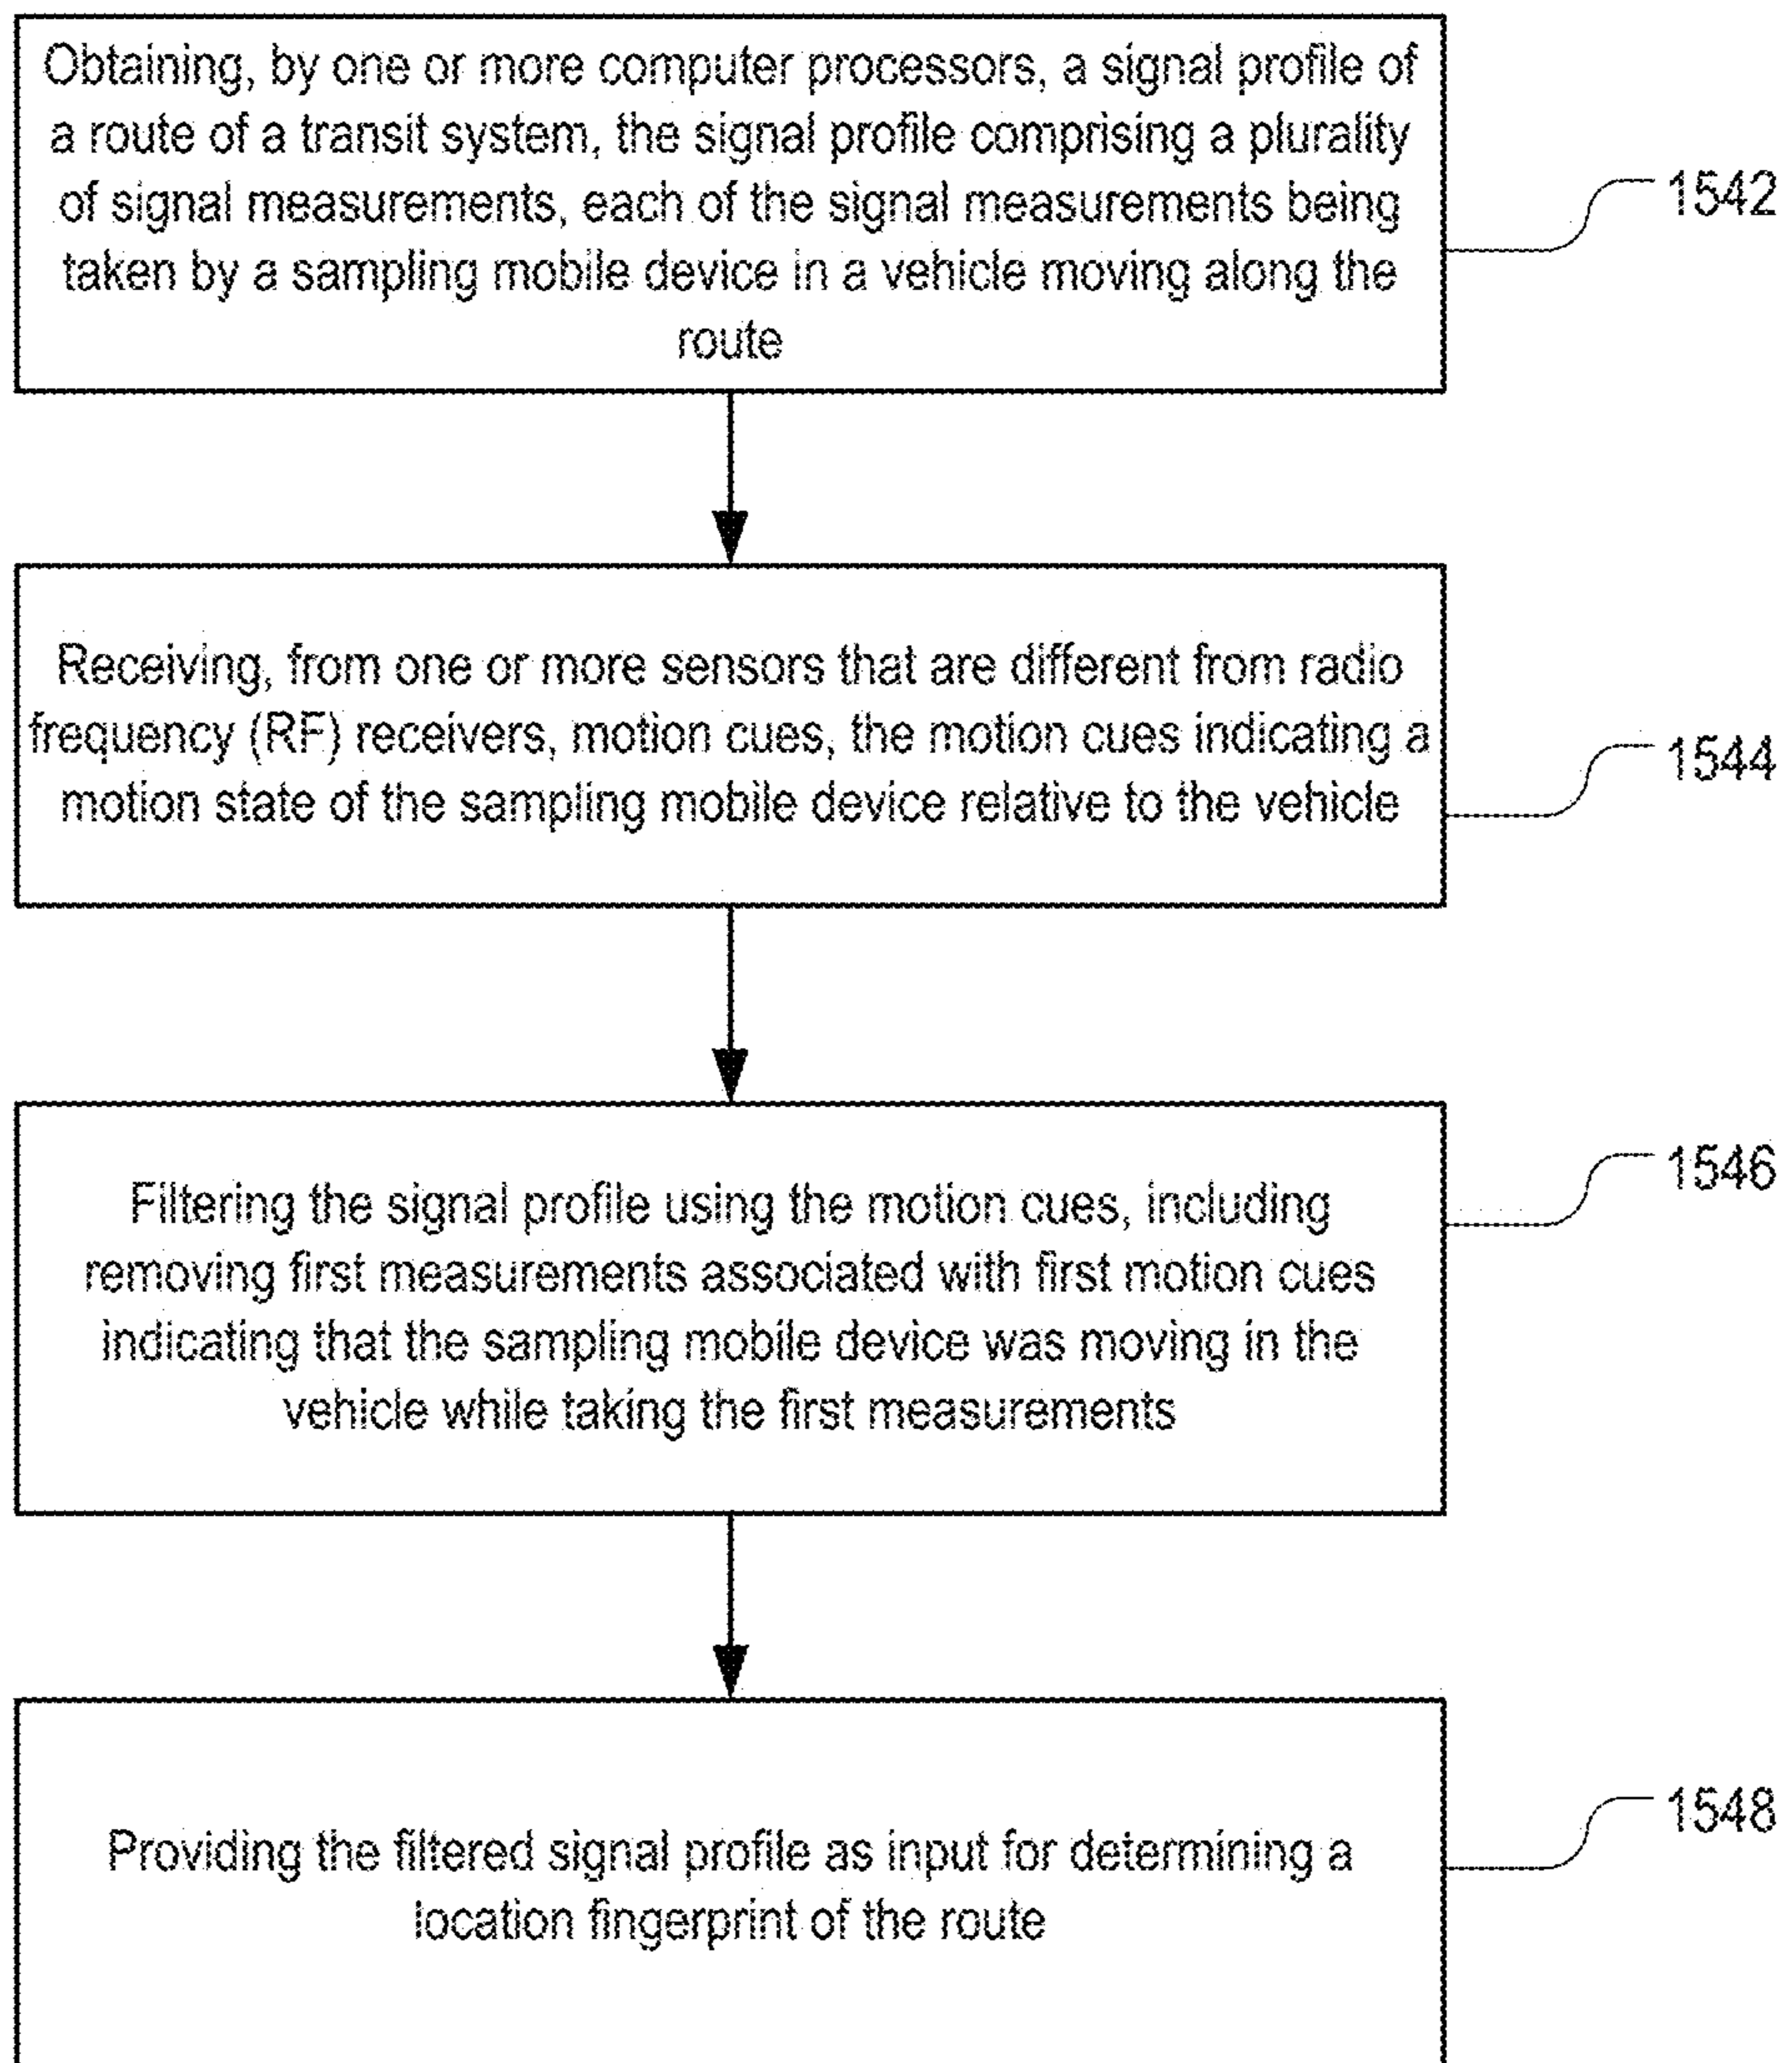 Obtaining, by one or more computer processors, a signal profile of
a route of a transit system, the signal profile comprising a plurality
of signal measurements, each of the signal measurements being
taken by a sampling mobile device in a vehicle moving along the
route
1542
Receiving, from one or more sensors that are different from radio
frequency (RF) receivers, motion cues, the motion cues indicating a
motion state of the sampling mobile device relative to the vehicle
1544
Filtering the signal profile using the motion cues, including
removing first measurements associated with first motion cues
indicating that the sampling mobile device was moving in the
vehicle while taking the first measurements
1546
Providing the filtered signal profile as input for determining a
location fingerprint of the route
1548